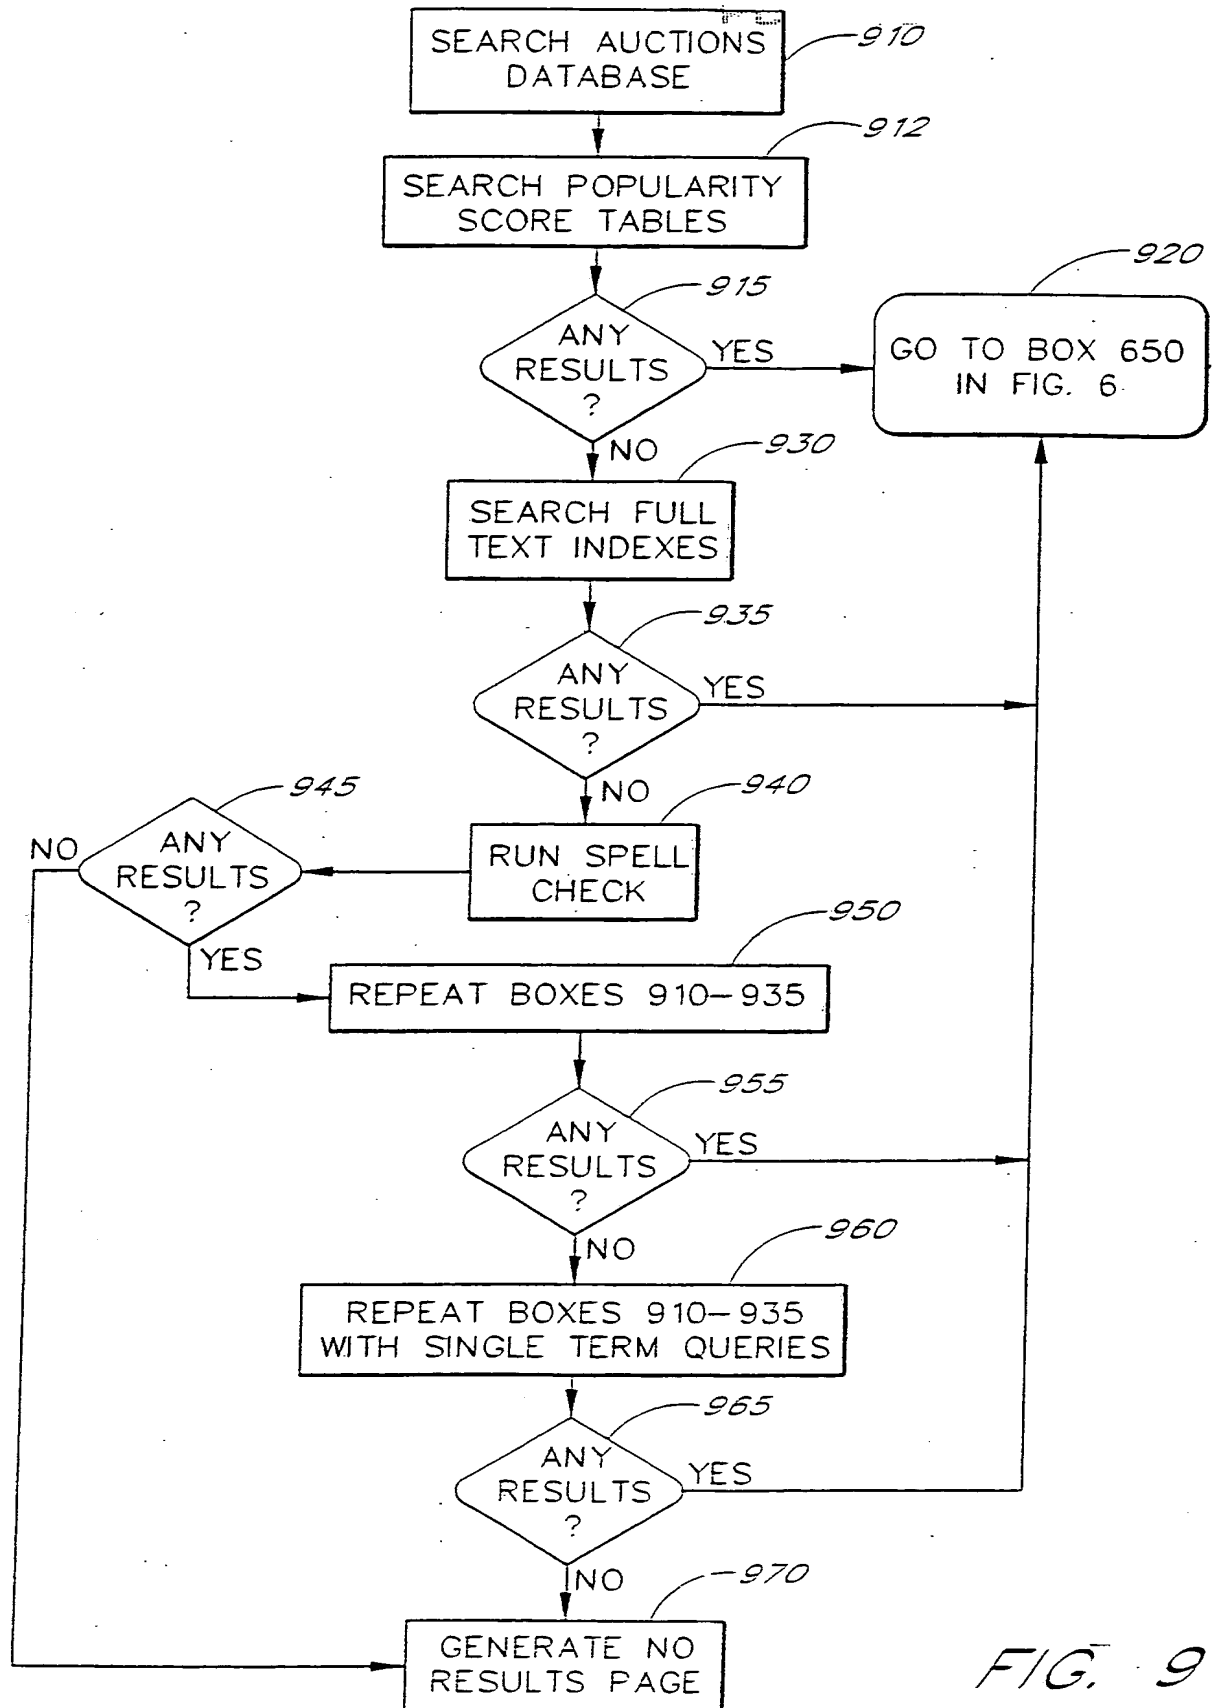 SEARCH AUCTIONS
DATABASE
910
912
SEARCH POPULARITY
SCORE TABLES
915
920
ANY
RESULTS
?
YES
GO TO BOX 650
IN FIG. 6
NO
930
SEARCH FULL
TEXT INDEXES
935
ANY
RESULTS
?
YES
NO
940
945
NO
ANY
RESULTS
?
RUN SPELL
CHECK
YES
950
REPEAT BOXES 910-935
955
ANY
RESULTS
?
YES
NO
960
REPEAT BOXES 910-935
WITH SINGLE TERM QUERIES
965
ANY
RESULTS
?
YES
NO
970
GENERATE NO
RESULTS PAGE
FIG. 9